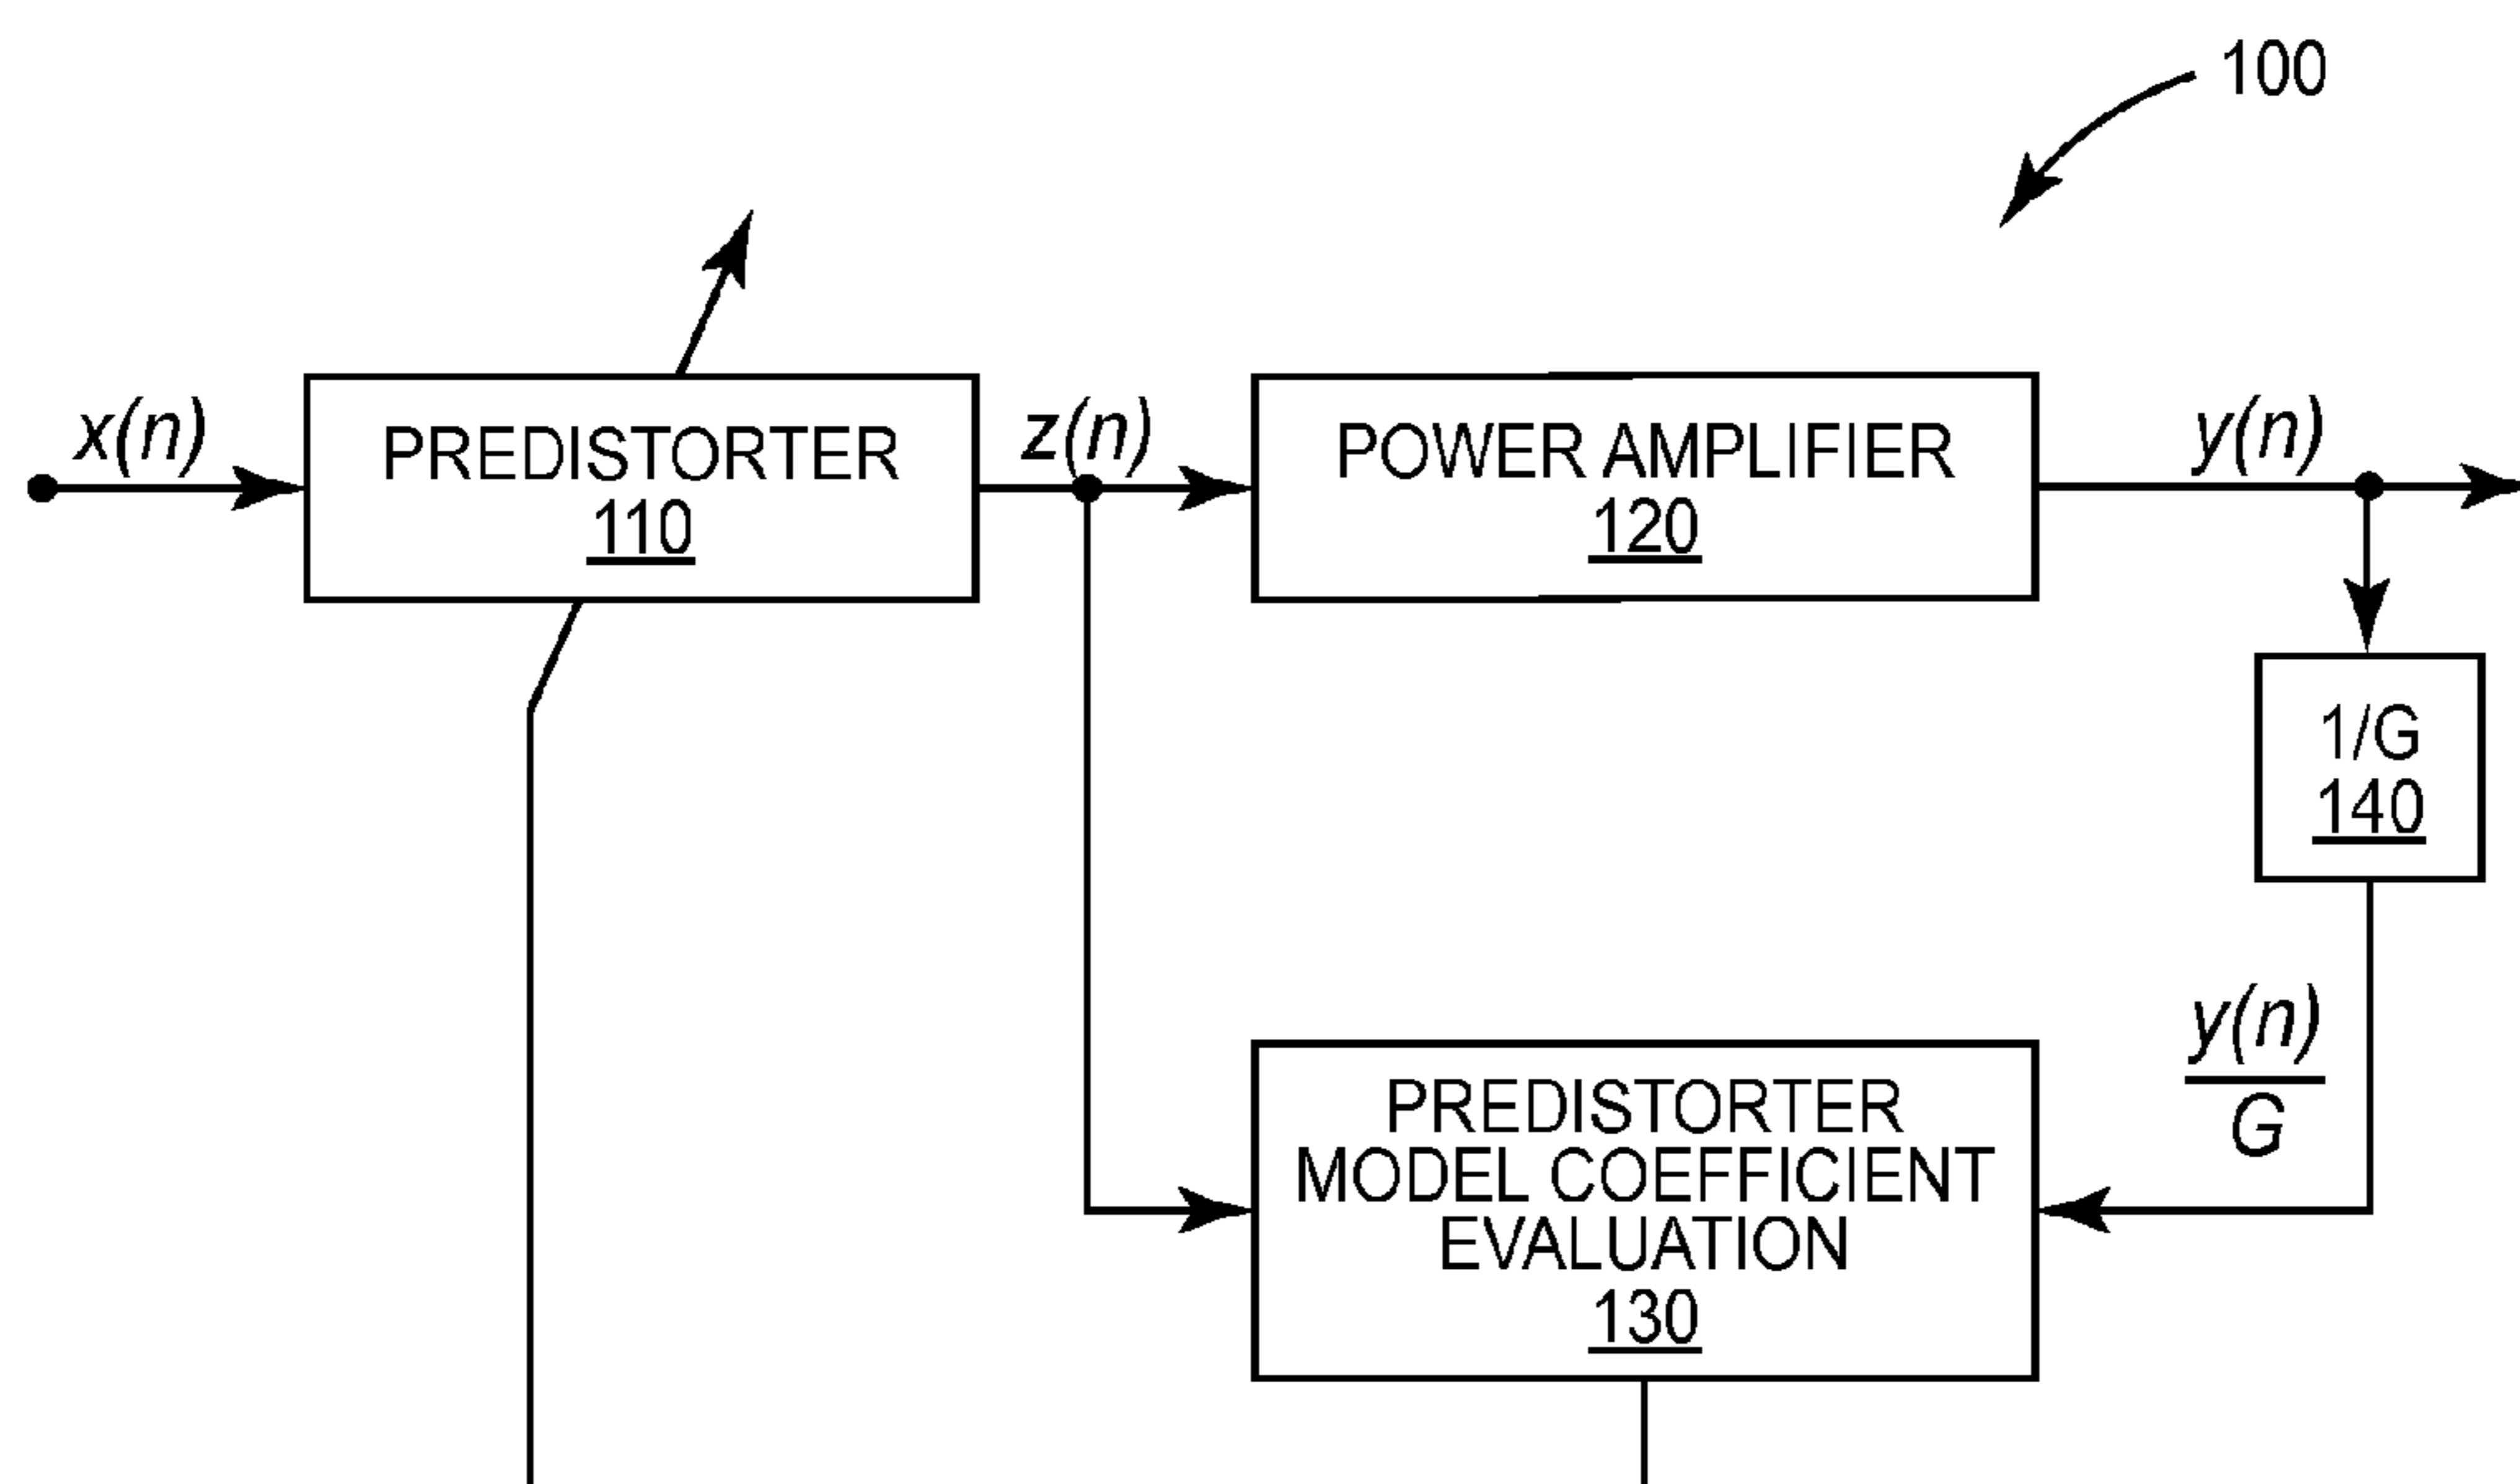 100
x(n)
PREDISTORTER
110
z(n)
POWER AMPLIFIER
120
y(n)
1/G
140
y(n)
G
PREDISTORTER
MODEL COEFFICIENT
EVALUATION
130